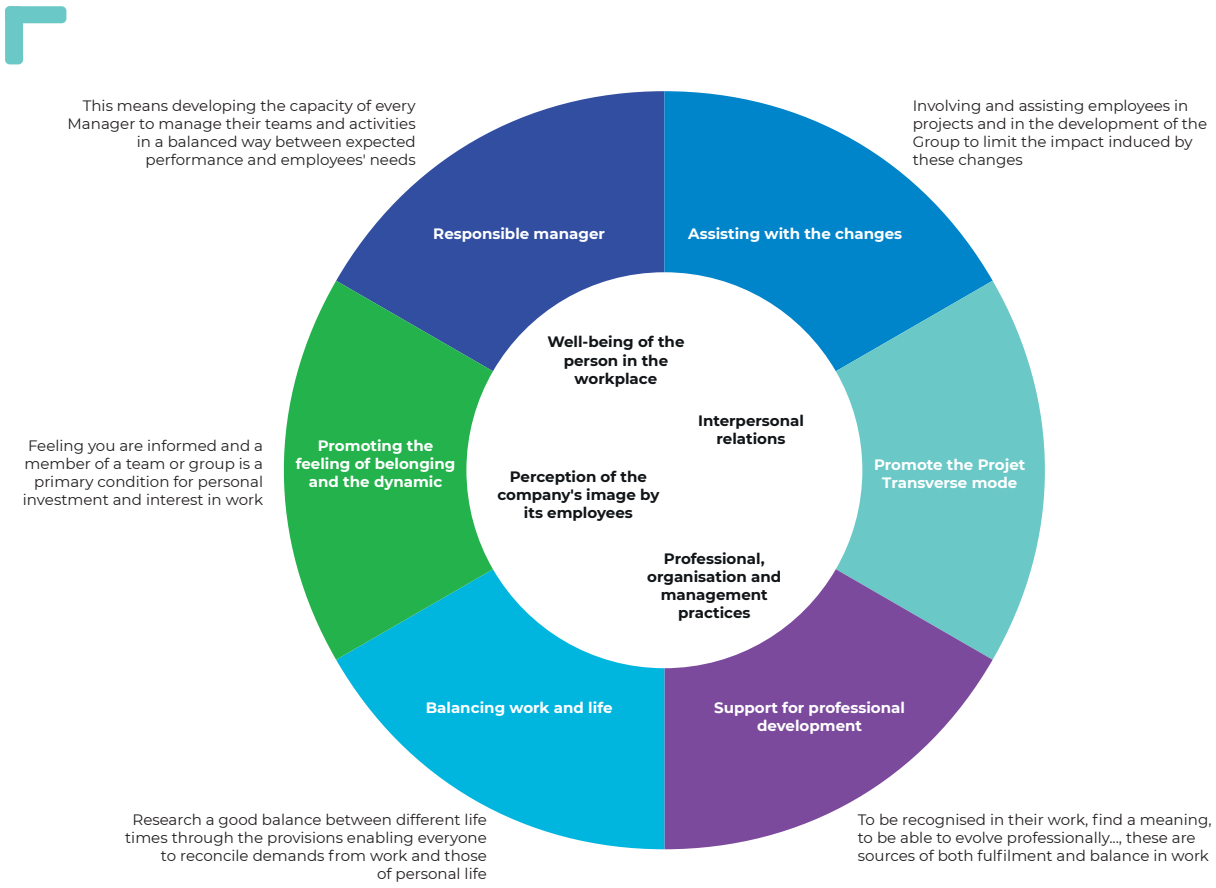 This means developing the capacity of every
Manager to manage their teams and activities
in a balanced way between expected
performance and employees' needs
Involving and assisting employees in
projects and in the development of the
Group to limit the impact induced by
these changes
Responsible manager
Assisting with the changes
Well-being of the
person in the
workplace
Interpersonal
relations
Feeling you are informed and a
member of a team or group is a
primary condition for personal
investment and interest in work
Promoting the
feeling of belonging
and the dynamic
Perception of the
company's image by
its employees
Promote the Projet
Transverse mode
Professional,
organisation and
management
practices
Balancing work and life
Support for professional
development
Research a good balance between different life
times through the provisions enabling everyone
to reconcile demands from work and those
of personal life
To be recognised in their work, find a meaning,
to be able to evolve professionally..., these are
sources of both fulfilment and balance in work